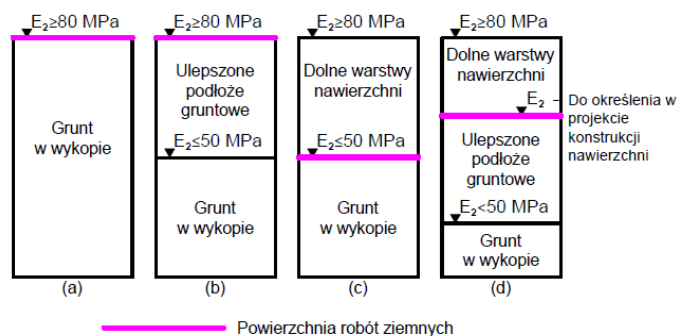 E₂≥80 MPa
Grunt
w wykopie
(a)
E₂≥80 MPa
Ulepszone
podłoże
gruntowe
E₂≤50 MPa
Grunt
w wykopie
(b)
E₂≥80 MPa
Dolne warstwy
nawierzchni
E₂≤50 MPa
Grunt
w wykopie
(c)
E₂≥80 MPa
Dolne warstwy
nawierzchni
E₂ - Do określenia w
projekcie
konstrukcji
nawierzchni
Ulepszone
podłoże
gruntowe
E₂<50 MPa
Grunt
w wykopie
(d)
Powierzchnia robót ziemnych